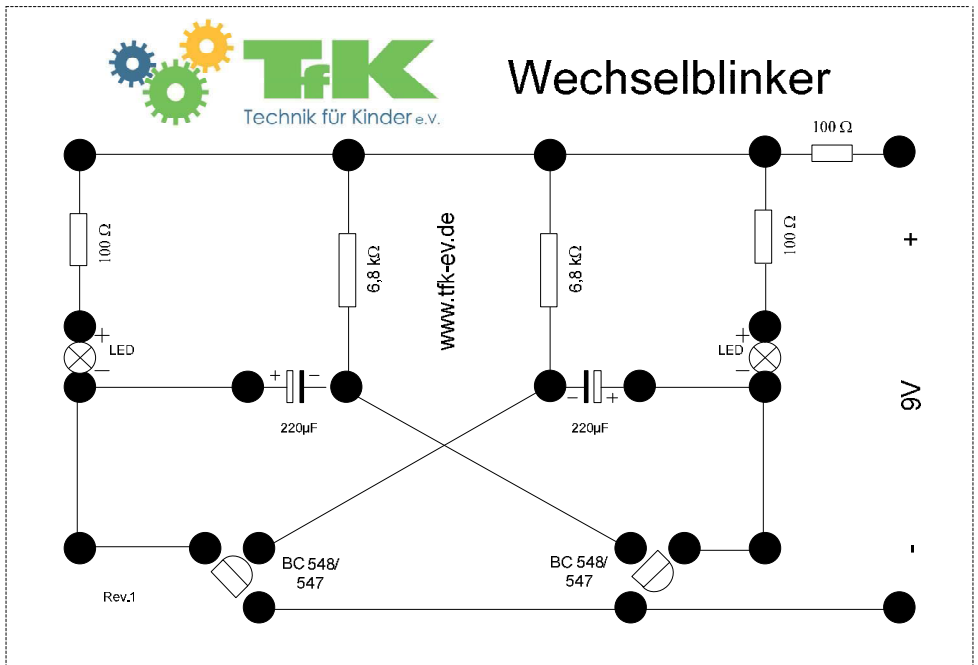 TfK
Technik für Kinder e.V.
Wechselblinker
100 Ω
100 Ω
6,8 kΩ
www.tfk-ev.de
6,8 kΩ
100 Ω
+
+
LED
−
+
LED
−
+ −
220µF
− +
220µF
9V
BC 548/
547
BC 548/
547
-
Rev.1